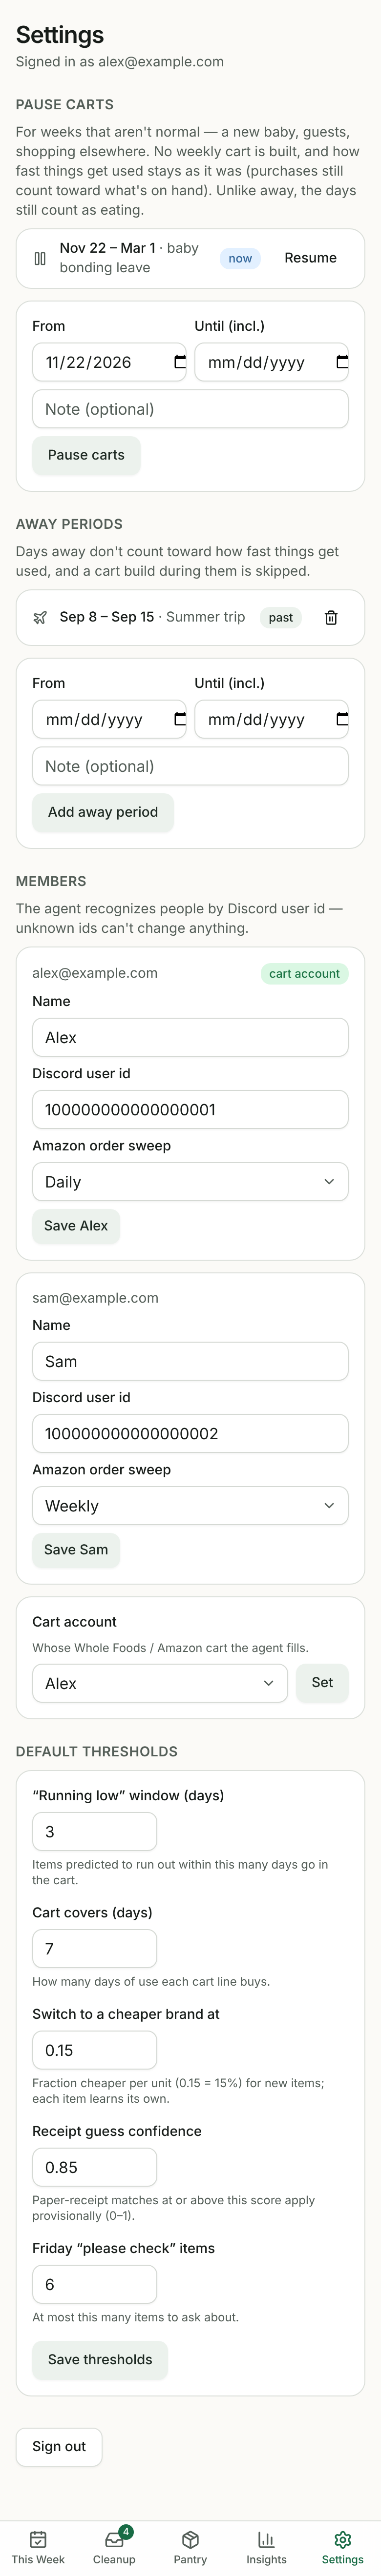 Settings
Signed in as alex@example.com
PAUSE CARTS
For weeks that aren't normal — a new baby, guests,
shopping elsewhere. No weekly cart is built, and how
fast things get used stays as it was (purchases still
count toward what's on hand). Unlike away, the days
still count as eating.
Nov 22 – Mar 1 · baby
bonding leave
now
Resume
From
Until (incl.)
11/22/2026
mm/dd/yyyy
Note (optional)
Pause carts
AWAY PERIODS
Days away don't count toward how fast things get
used, and a cart build during them is skipped.
Sep 8 – Sep 15 · Summer trip
past
From
Until (incl.)
mm/dd/yyyy
mm/dd/yyyy
Note (optional)
Add away period
MEMBERS
The agent recognizes people by Discord user id —
unknown ids can't change anything.
alex@example.com
cart account
Name
Alex
Discord user id
100000000000000001
Amazon order sweep
Daily
Save Alex
sam@example.com
Name
Sam
Discord user id
100000000000000002
Amazon order sweep
Weekly
Save Sam
Cart account
Whose Whole Foods / Amazon cart the agent fills.
Alex
Set
DEFAULT THRESHOLDS
“Running low” window (days)
3
Items predicted to run out within this many days go in
the cart.
Cart covers (days)
7
How many days of use each cart line buys.
Switch to a cheaper brand at
0.15
Fraction cheaper per unit (0.15 = 15%) for new items;
each item learns its own.
Receipt guess confidence
0.85
Paper-receipt matches at or above this score apply
provisionally (0–1).
Friday “please check” items
6
At most this many items to ask about.
Save thresholds
Sign out
4
This Week
Cleanup
Pantry
Insights
Settings